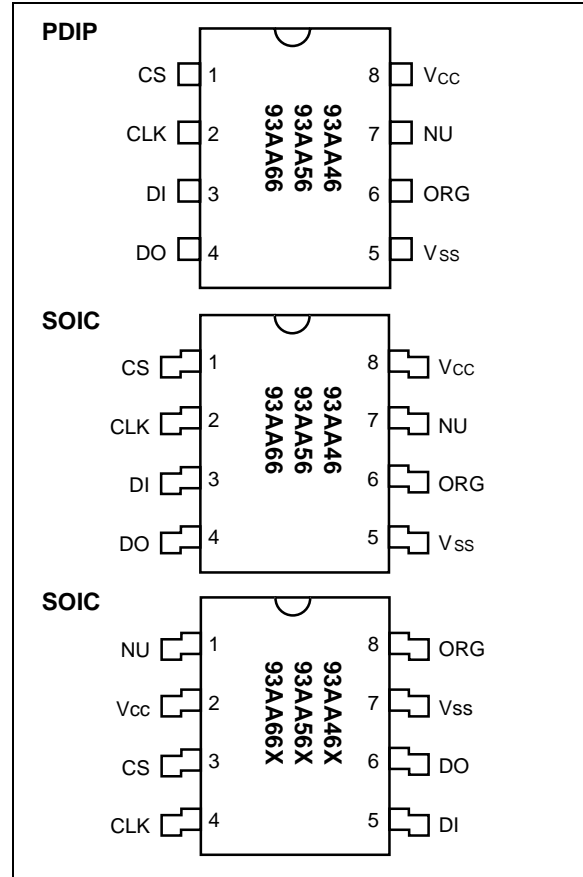 PDIP
CS 1 8 VCC
CLK 2 7 NU
DI 3 6 ORG
DO 4 5 VSS
93AA46
93AA56
93AA66
SOIC
CS 1 8 VCC
CLK 2 7 NU
DI 3 6 ORG
DO 4 5 VSS
93AA46
93AA56
93AA66
SOIC
NU 1 8 ORG
Vcc 2 7 Vss
CS 3 6 DO
CLK 4 5 DI
93AA46X
93AA56X
93AA66X